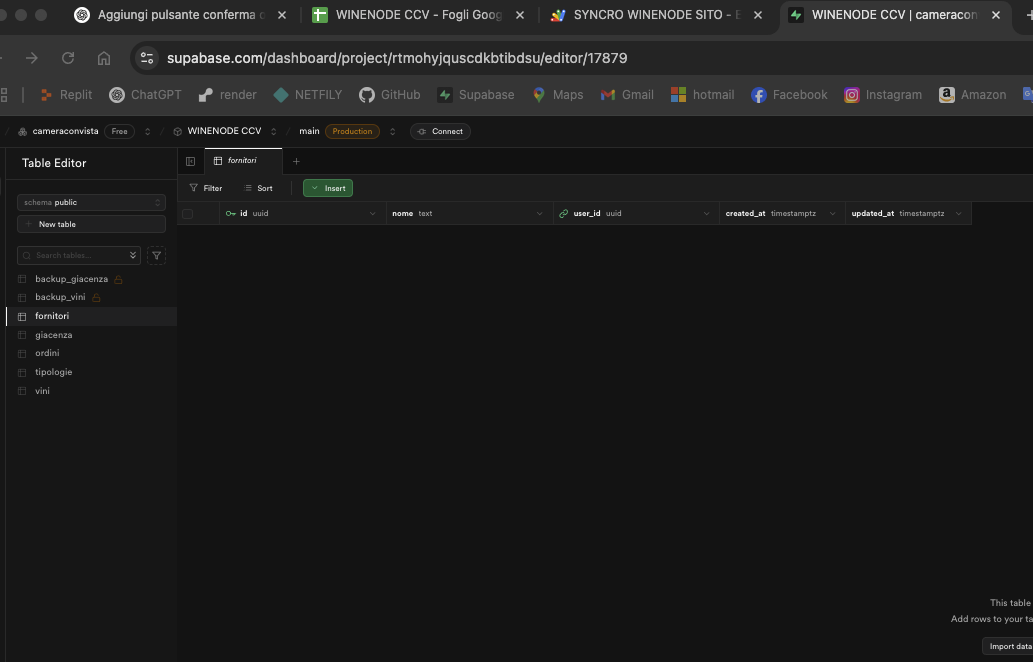 Aggiungi pulsante conferma
WINENODE CCV - Fogli Goog
SYNCRO WINENODE SITO - E
WINENODE CCV | cameracon
supabase.com/dashboard/project/rtmohyjquscdkbtibdsu/editor/17879
Replit
ChatGPT
render
NETFILY
GitHub
Supabase
Maps
Gmail
hotmail
Facebook
Instagram
Amazon
cameraconvista
Free
WINENODE CCV
main
Production
Connect
Table Editor
fornitori
Filter
Sort
Insert
schema public
New table
Search tables...
id uuid
nome text
user_id uuid
created_at timestamptz
updated_at timestamptz
backup_giacenza
backup_vini
fornitori
giacenza
ordini
tipologie
vini
This table
Add rows to your ta
Import data